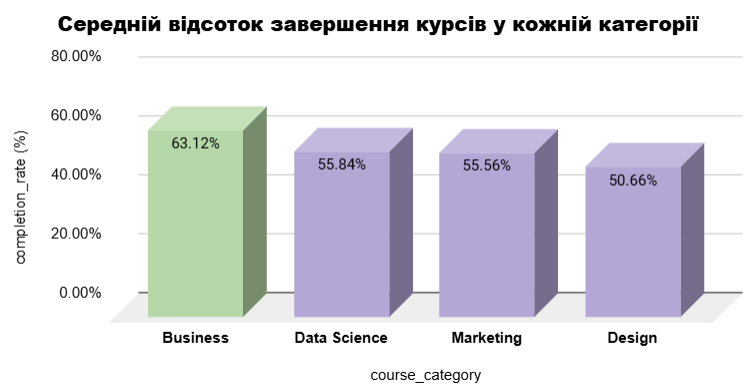 Середній відсоток завершення курсів у кожній категорії
completion_rate (%)
80.00%
60.00%
40.00%
20.00%
0.00%
63.12%
55.84%
55.56%
50.66%
Business
Data Science
Marketing
Design
course_category